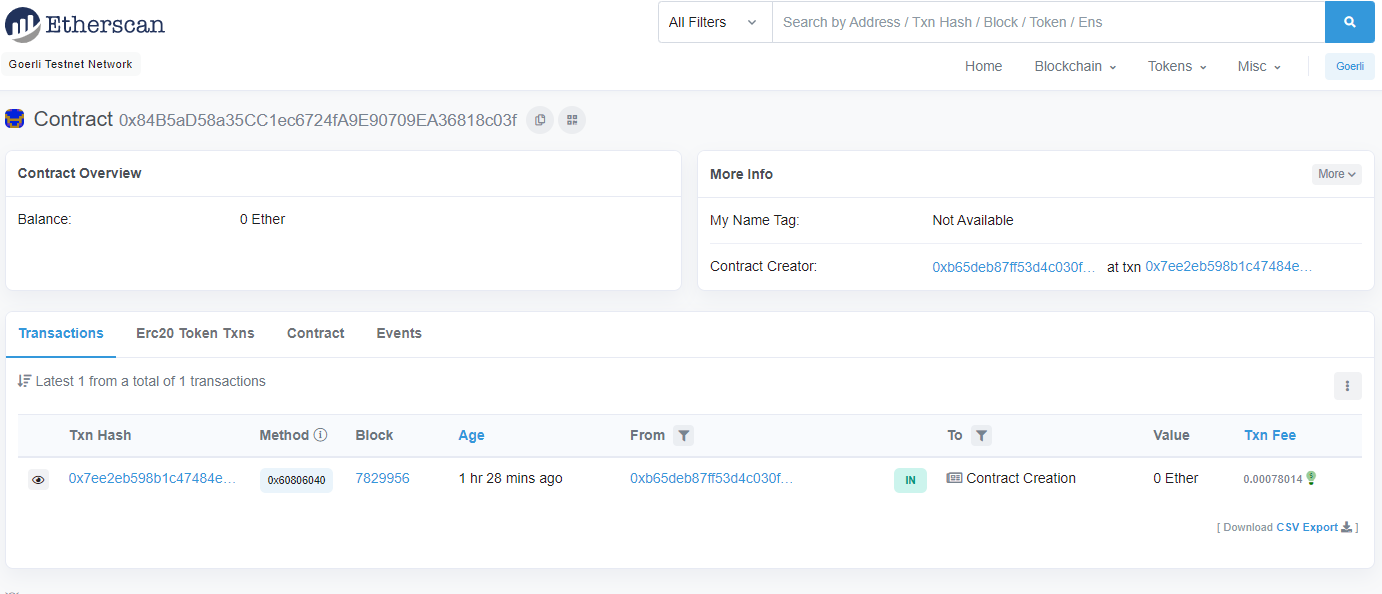 Etherscan
All Filters
Search by Address / Txn Hash / Block / Token / Ens
Goerli Testnet Network
Home Blockchain Tokens Misc Goerli
Contract 0x84B5aD58a35CC1ec6724fA9E90709EA36818c03f
Contract Overview
Balance: 0 Ether
More Info More
My Name Tag: Not Available
Contract Creator: 0xb65deb87ff53d4c030f... at txn 0x7ee2eb598b1c47484e...
Transactions Erc20 Token Txns Contract Events
Latest 1 from a total of 1 transactions
Txn Hash Method Block Age From To Value Txn Fee
0x7ee2eb598b1c47484e... 0x60806040 7829956 1 hr 28 mins ago 0xb65deb87ff53d4c030f... IN Contract Creation 0 Ether 0.00078014
[ Download CSV Export ]